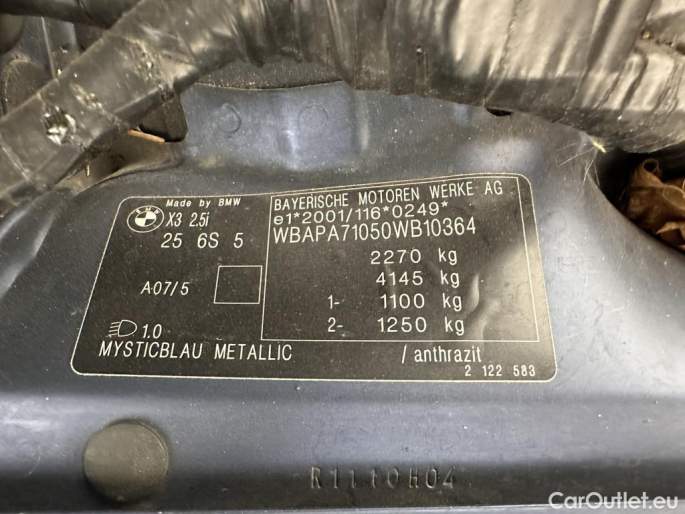 Made by BMW
X3 2.5i
25 6S 5
A07/5
1.0
MYSTICBLAU METALLIC
BAYERISCHE MOTOREN WERKE AG
e1*2001/116*0249*
WBAPA71050WB10364
2270 kg
4145 kg
1- 1100 kg
2- 1250 kg
/anthrazit
2 122 583
R1110H04
CarOutlet.eu